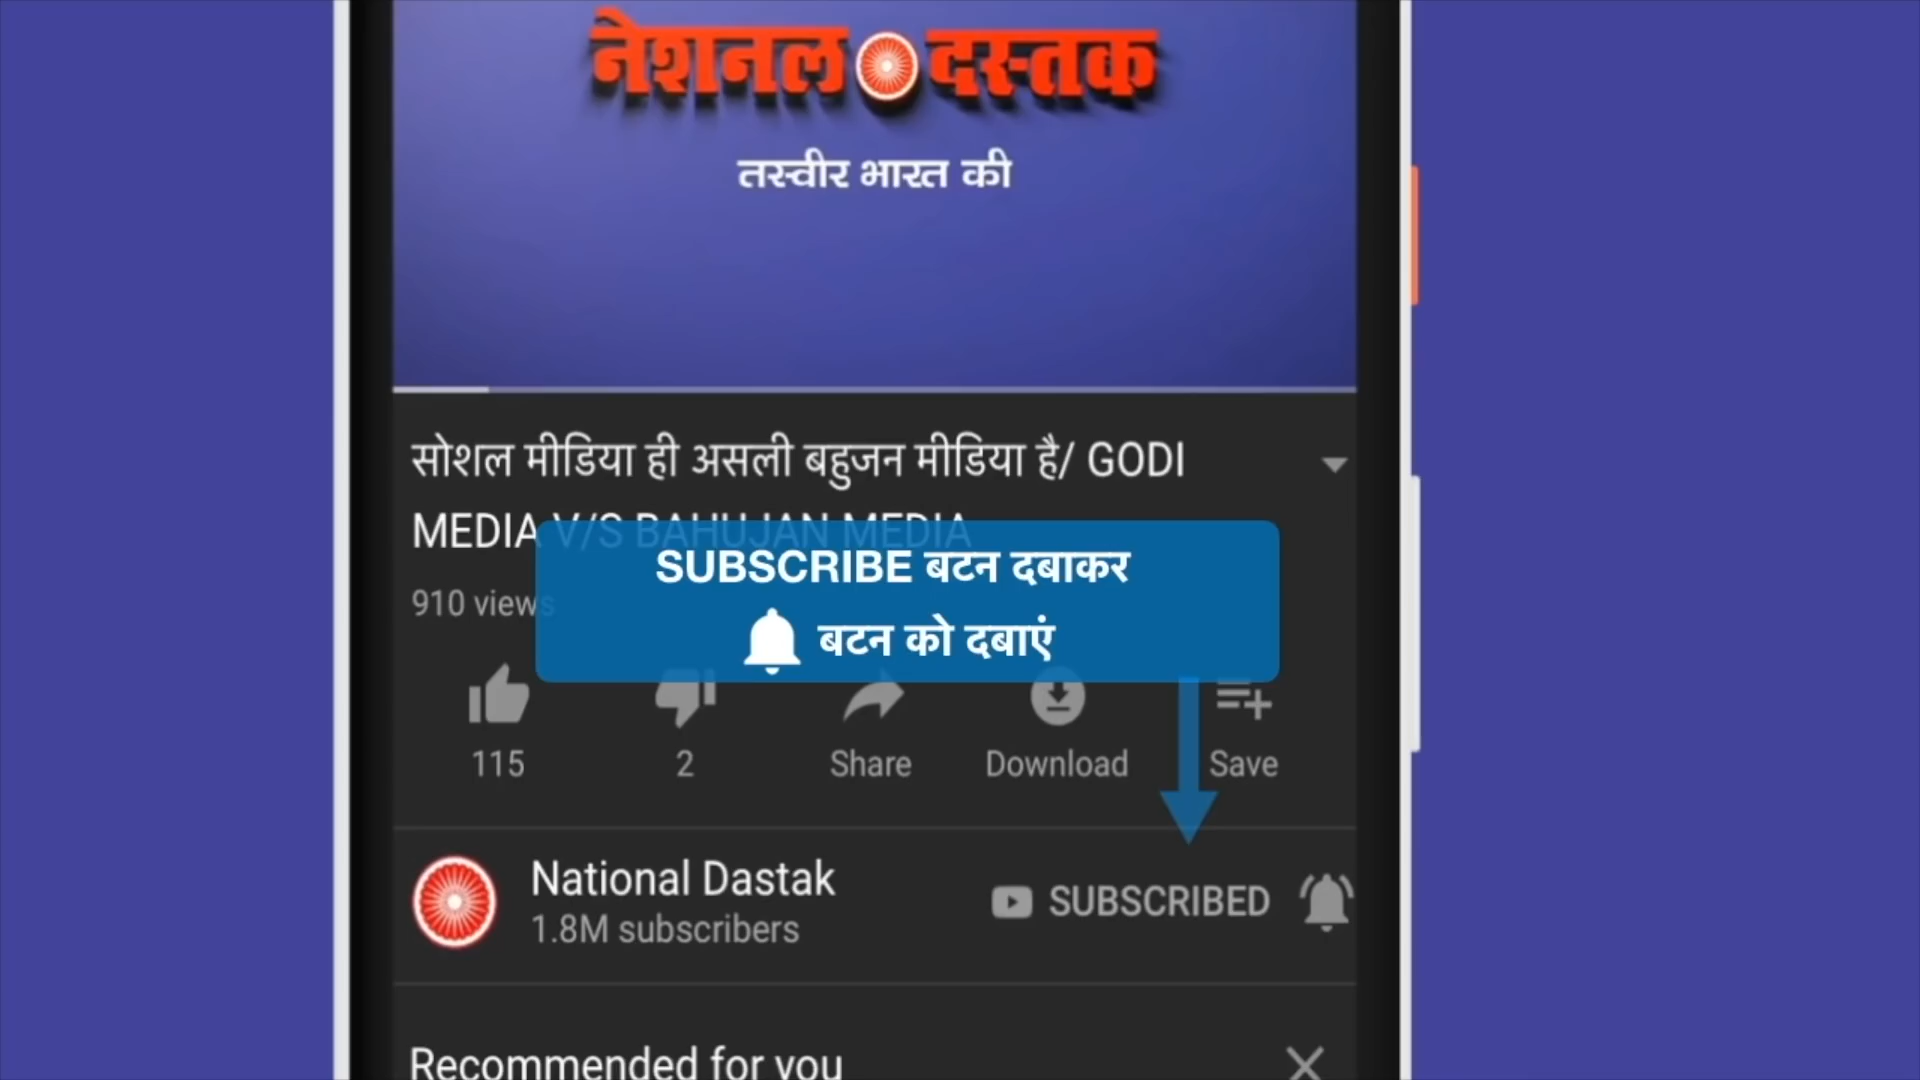 नेशनल दस्तक
तस्वीर भारत की
सोशल मीडिया ही असली बहुजन मीडिया है/ GODI
MEDIA V/S BAHUJAN MEDIA
910 views
SUBSCRIBE बटन दबाकर
बटन को दबाएं
115
2
Share
Download
Save
National Dastak
1.8M subscribers
SUBSCRIBED
Recommended for you